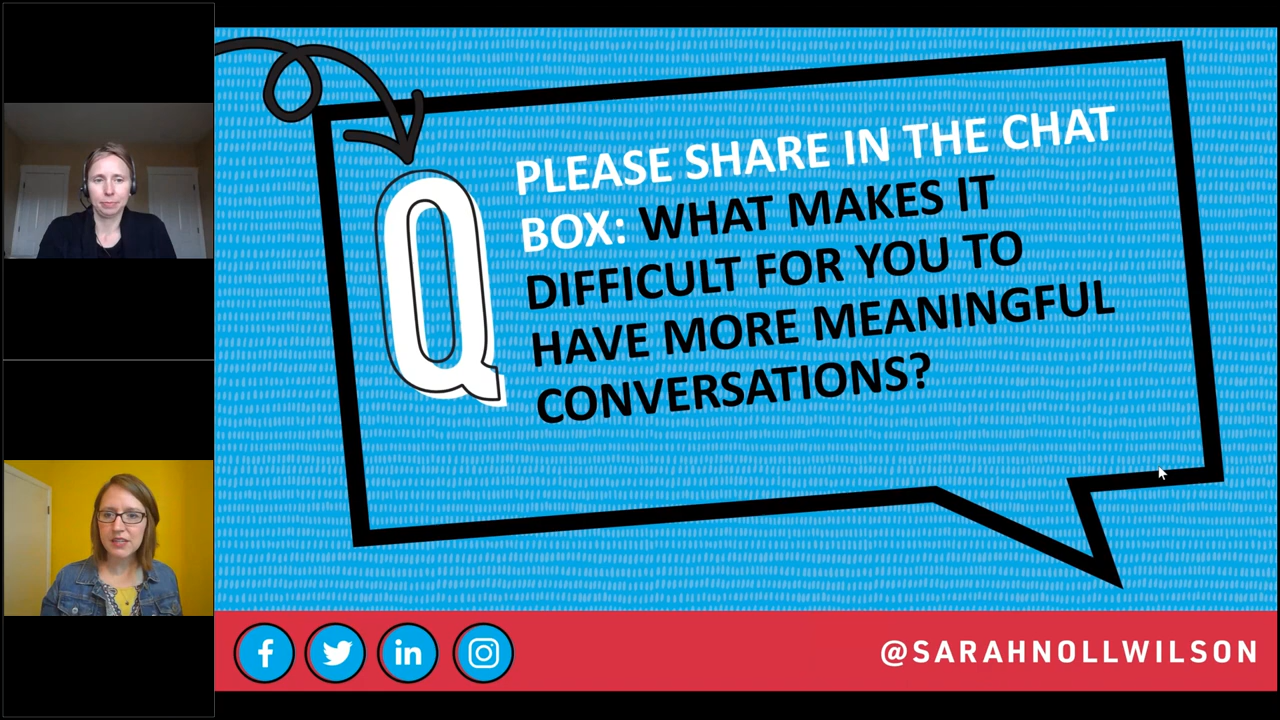 Q
PLEASE SHARE IN THE CHAT
BOX: WHAT MAKES IT
DIFFICULT FOR YOU TO
HAVE MORE MEANINGFUL
CONVERSATIONS?
@SARAHNOLLWILSON